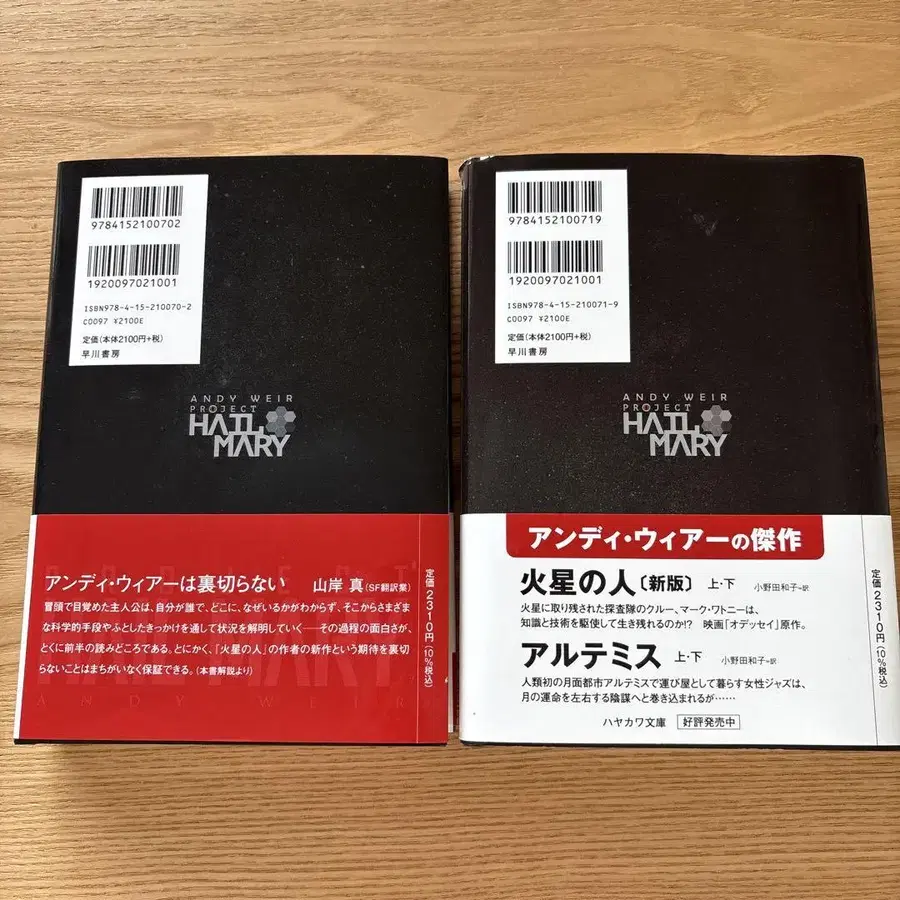 9784152100702
1920097021001
ISBN978-4-15-210070-2
C0097 ¥2100E
定価(本体2100円+税)
早川書房
ANDY WEIR
PROJECT
HAIL
MARY
アンディ・ウィアーは裏切らない 山岸 真(SF翻訳業)
冒頭で目覚めた主人公は、自分が誰で、どこに、なぜいるかがわからず、そこからさまざま
な科学的手段やふとしたきっかけを通して状況を解明していく──その過程の面白さが、
とくに前半の読みどころである。とにかく、「火星の人」の作者の新作という期待を裏切
らないことはまちがいなく保証できる。(本書解説より)
ANDY WEIR
定価2310円(10%税込)
9784152100719
1920097021001
ISBN978-4-15-210071-9
C0097 ¥2100E
定価(本体2100円+税)
早川書房
ANDY WEIR
PROJECT
HAIL
MARY
アンディ・ウィアーの傑作
火星の人〔新版〕 上・下 小野田和子=訳
火星に取り残された探査隊のクルー、マーク・ワトニーは、
知識と技術を駆使して生き残れるのか!? 映画「オデッセイ」原作。
アルテミス 上・下 小野田和子=訳
人類初の月面都市アルテミスで運び屋として暮らす女性ジャズは、
月の運命を左右する陰謀へと巻き込まれるが……
ハヤカワ文庫 好評発売中
定価2310円(10%税込)